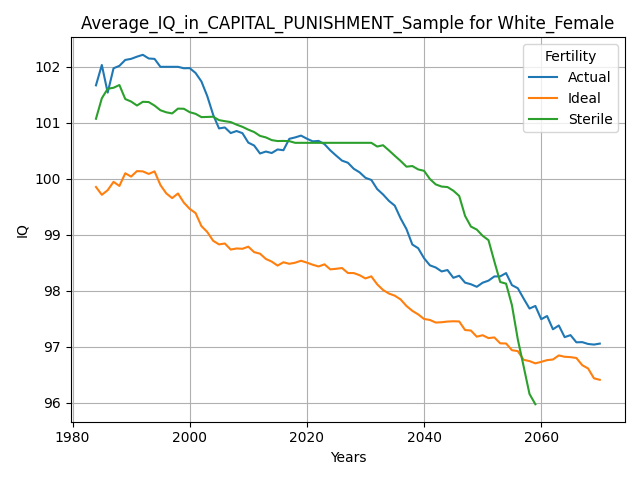 Average_IQ_in_CAPITAL_PUNISHMENT_Sample for White_Female
Fertility
Actual
Ideal
Sterile
IQ
102
101
100
99
98
97
96
1980
2000
2020
2040
2060
Years